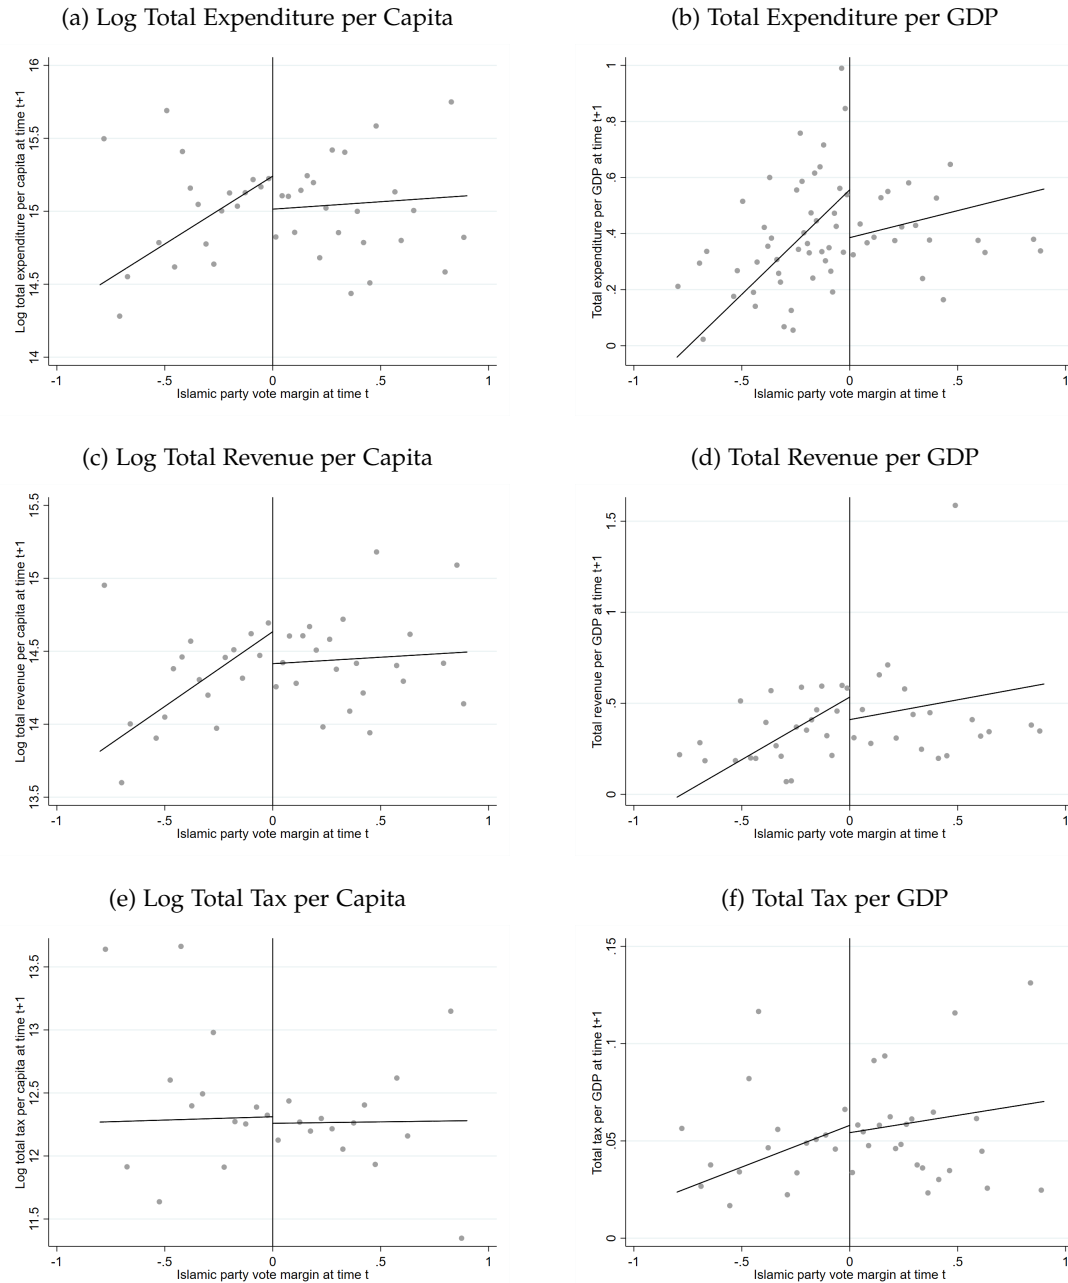 (a) Log Total Expenditure per Capita
Log total expenditure per capita at time t+1
16
15.5
15
14.5
14
-1 -.5 0 .5 1
Islamic party vote margin at time t
(b) Total Expenditure per GDP
Total expenditure per GDP at time t+1
1
.8
.6
.4
.2
0
-1 -.5 0 .5 1
Islamic party vote margin at time t
(c) Log Total Revenue per Capita
Log total revenue per capita at time t+1
15.5
15
14.5
14
13.5
-1 -.5 0 .5 1
Islamic party vote margin at time t
(d) Total Revenue per GDP
Total revenue per GDP at time t+1
1.5
1
.5
0
-1 -.5 0 .5 1
Islamic party vote margin at time t
(e) Log Total Tax per Capita
Log total tax per capita at time t+1
13.5
13
12.5
12
11.5
-1 -.5 0 .5 1
Islamic party vote margin at time t
(f) Total Tax per GDP
Total tax per GDP at time t+1
.15
.1
.05
0
-1 -.5 0 .5 1
Islamic party vote margin at time t